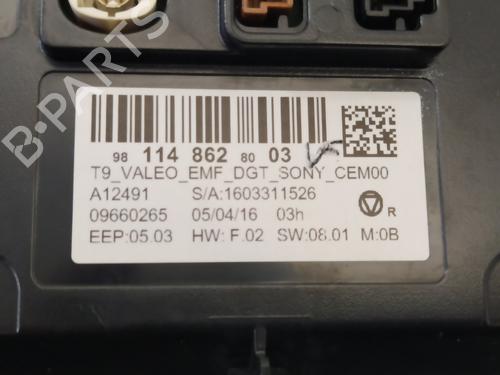 98 114 862 80 03
T9_VALEO_EMF_DGT_SONY_CEM00
A12491 S/A:1603311526
09660265 05/04/16 03h R
EEP:05.03 HW: F.02 SW:08.01 M:0B
B-PARTS